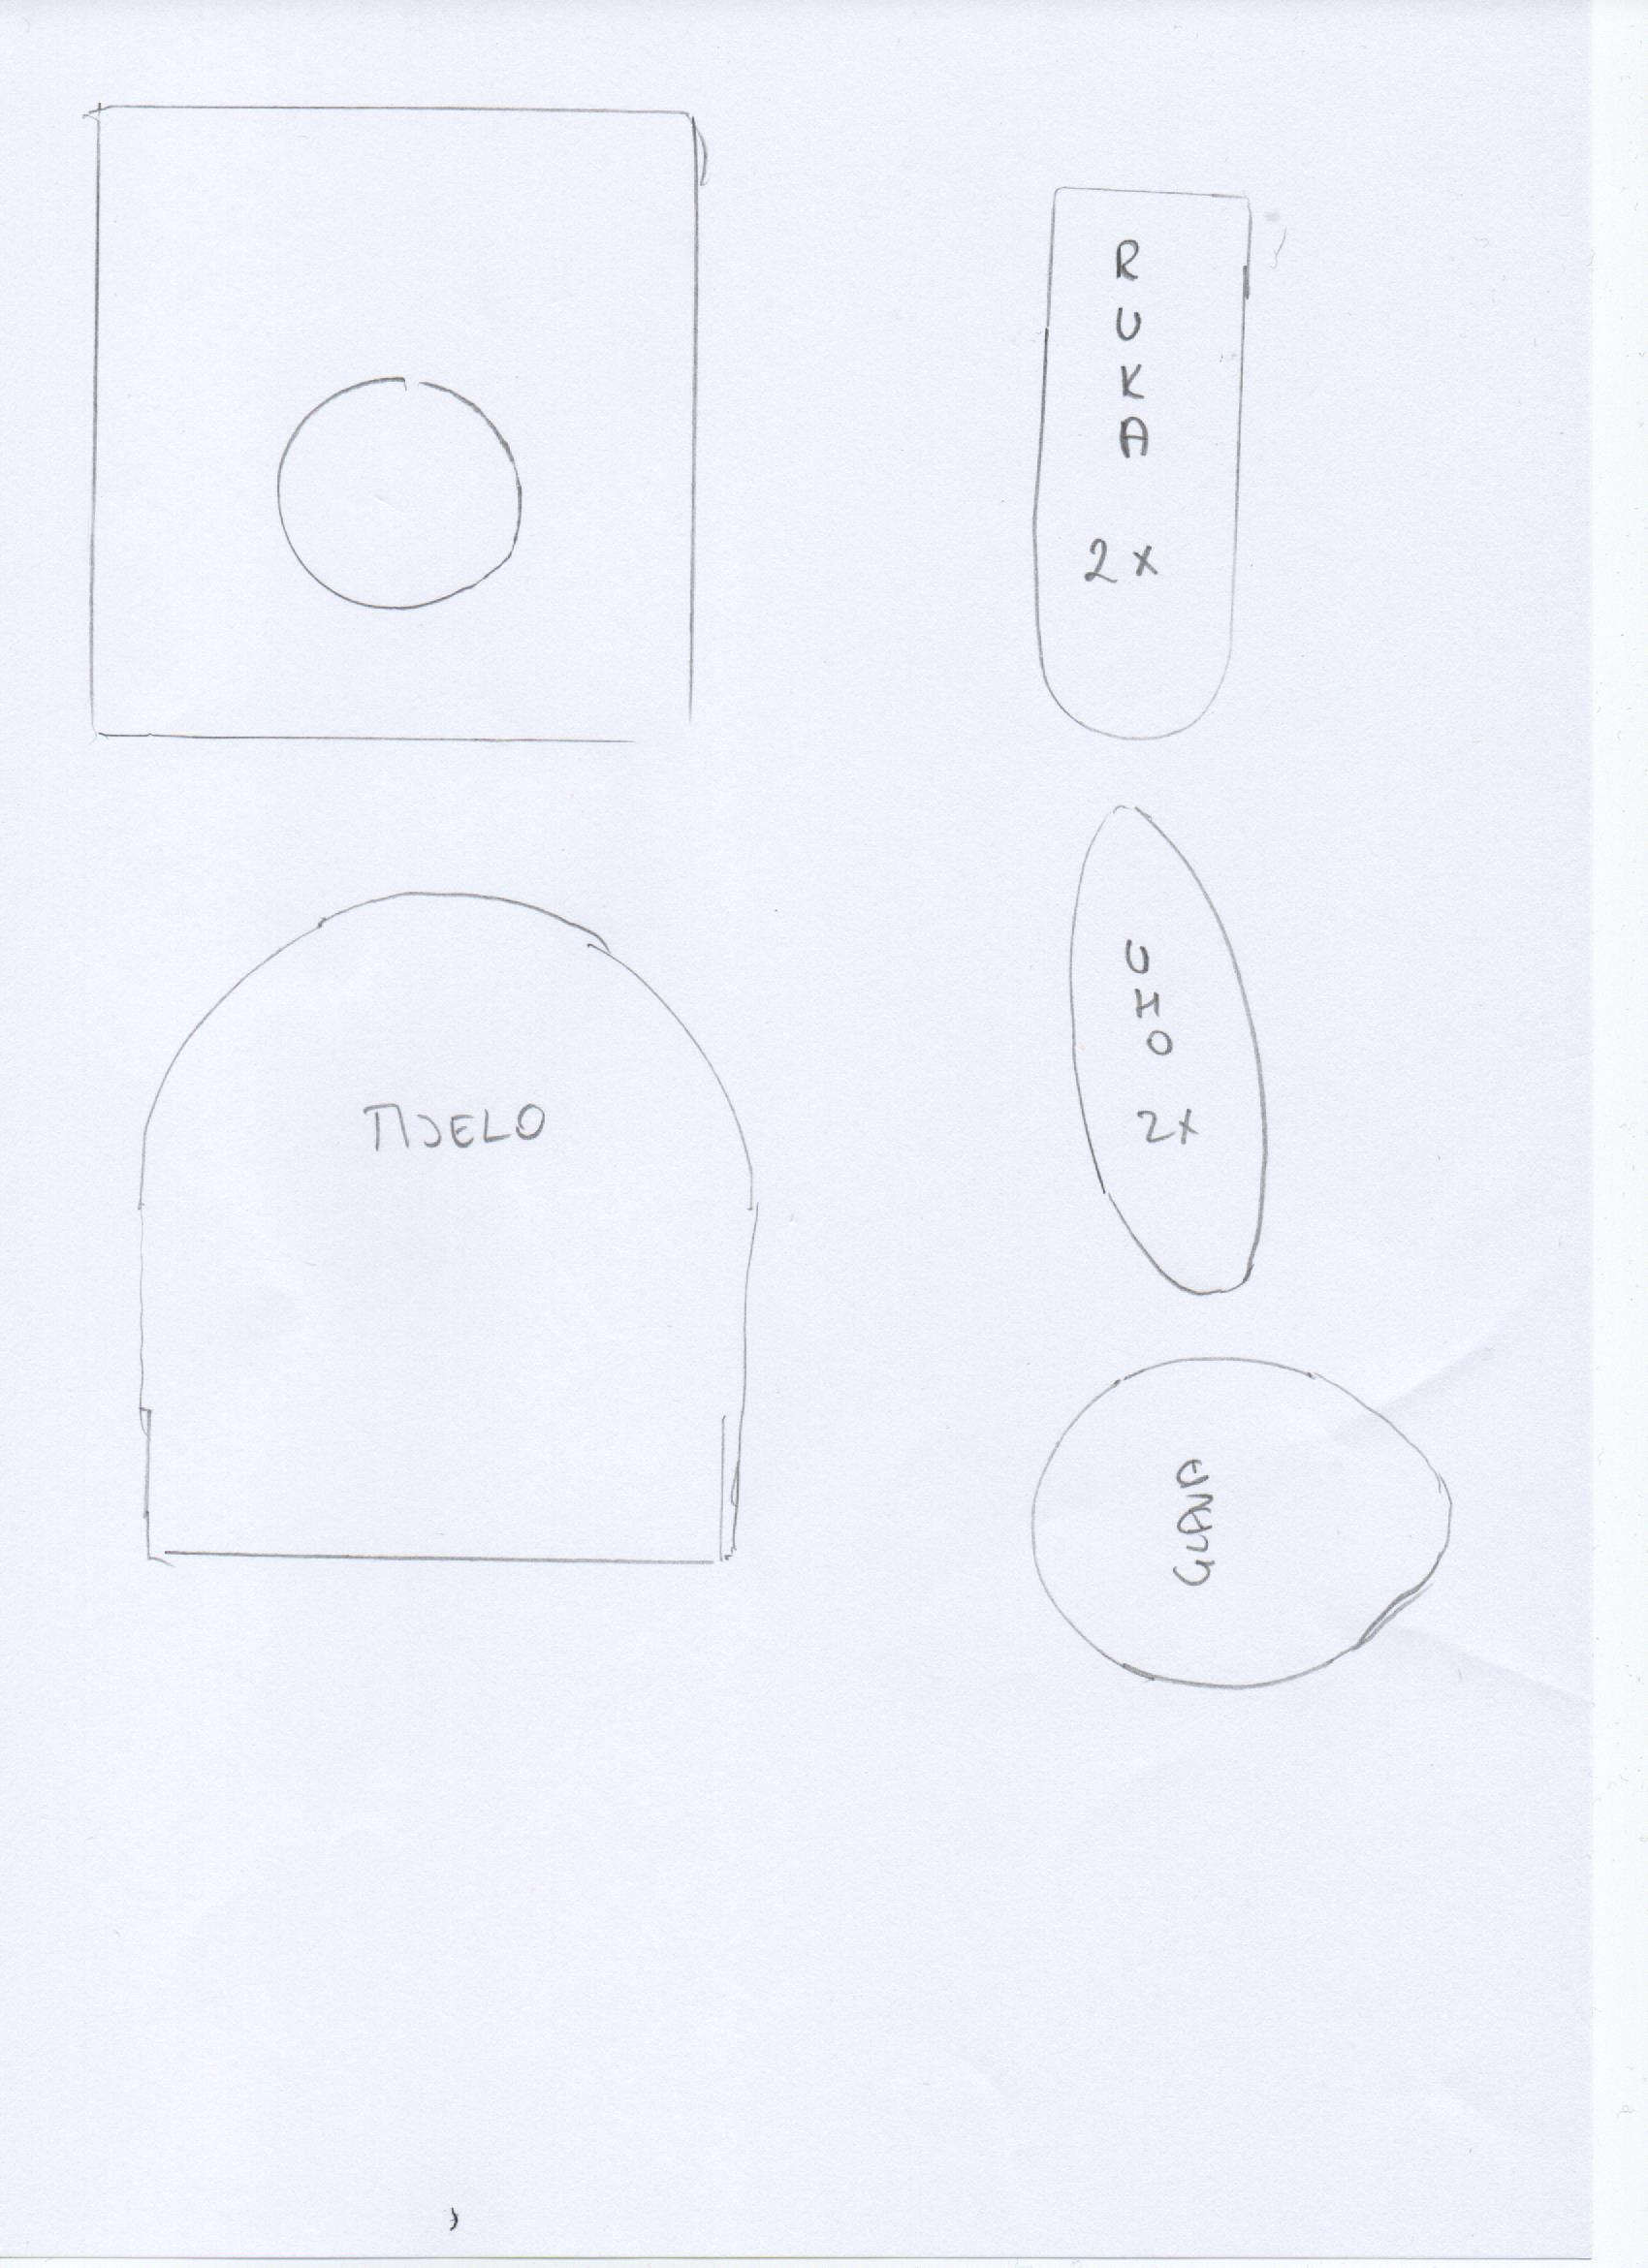 RUKA
2x
TIJELO
UHO
2x
GLAVA